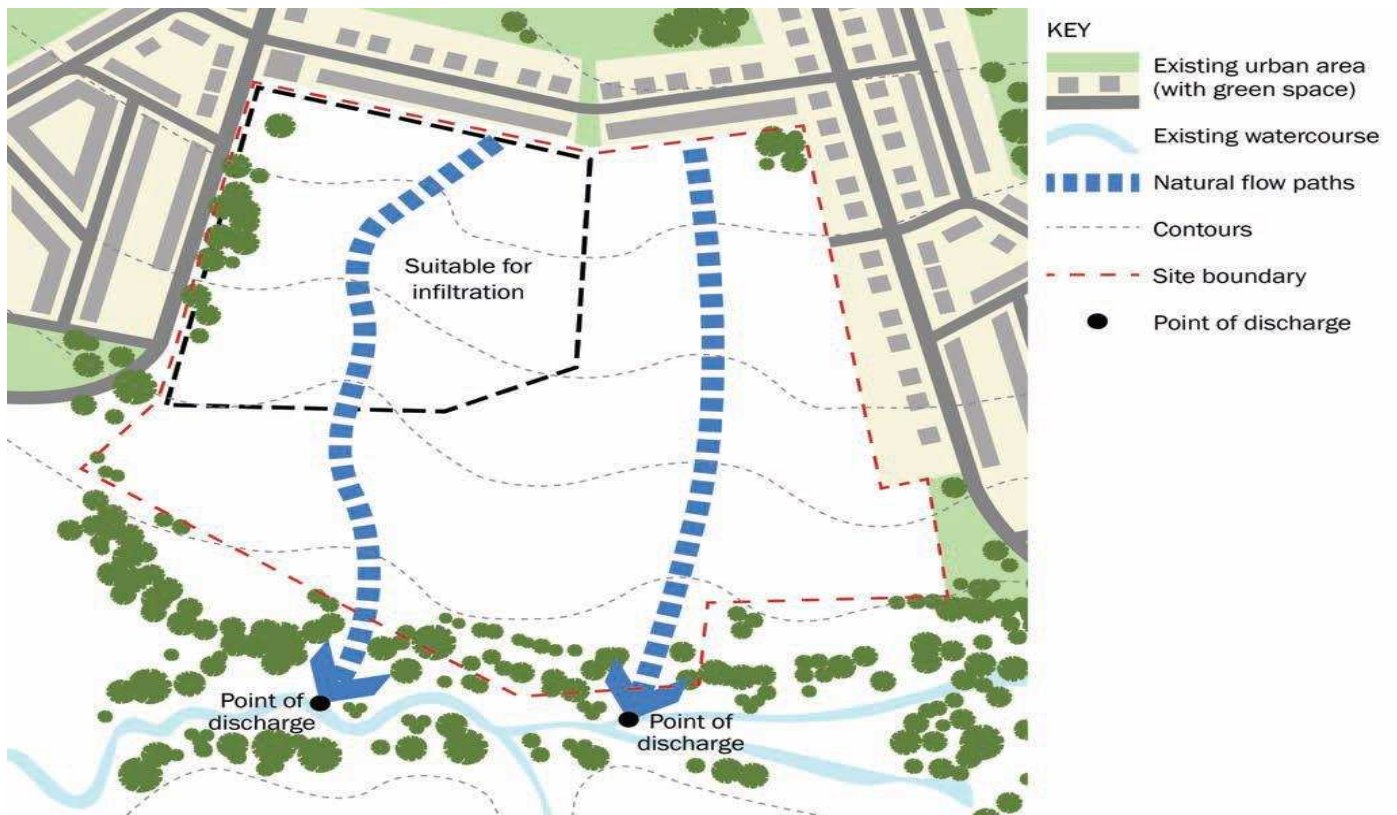 KEY
Existing urban area
(with green space)
Existing watercourse
Natural flow paths
Contours
Site boundary
Point of discharge
Suitable for
infiltration
Point of
discharge
Point of
discharge